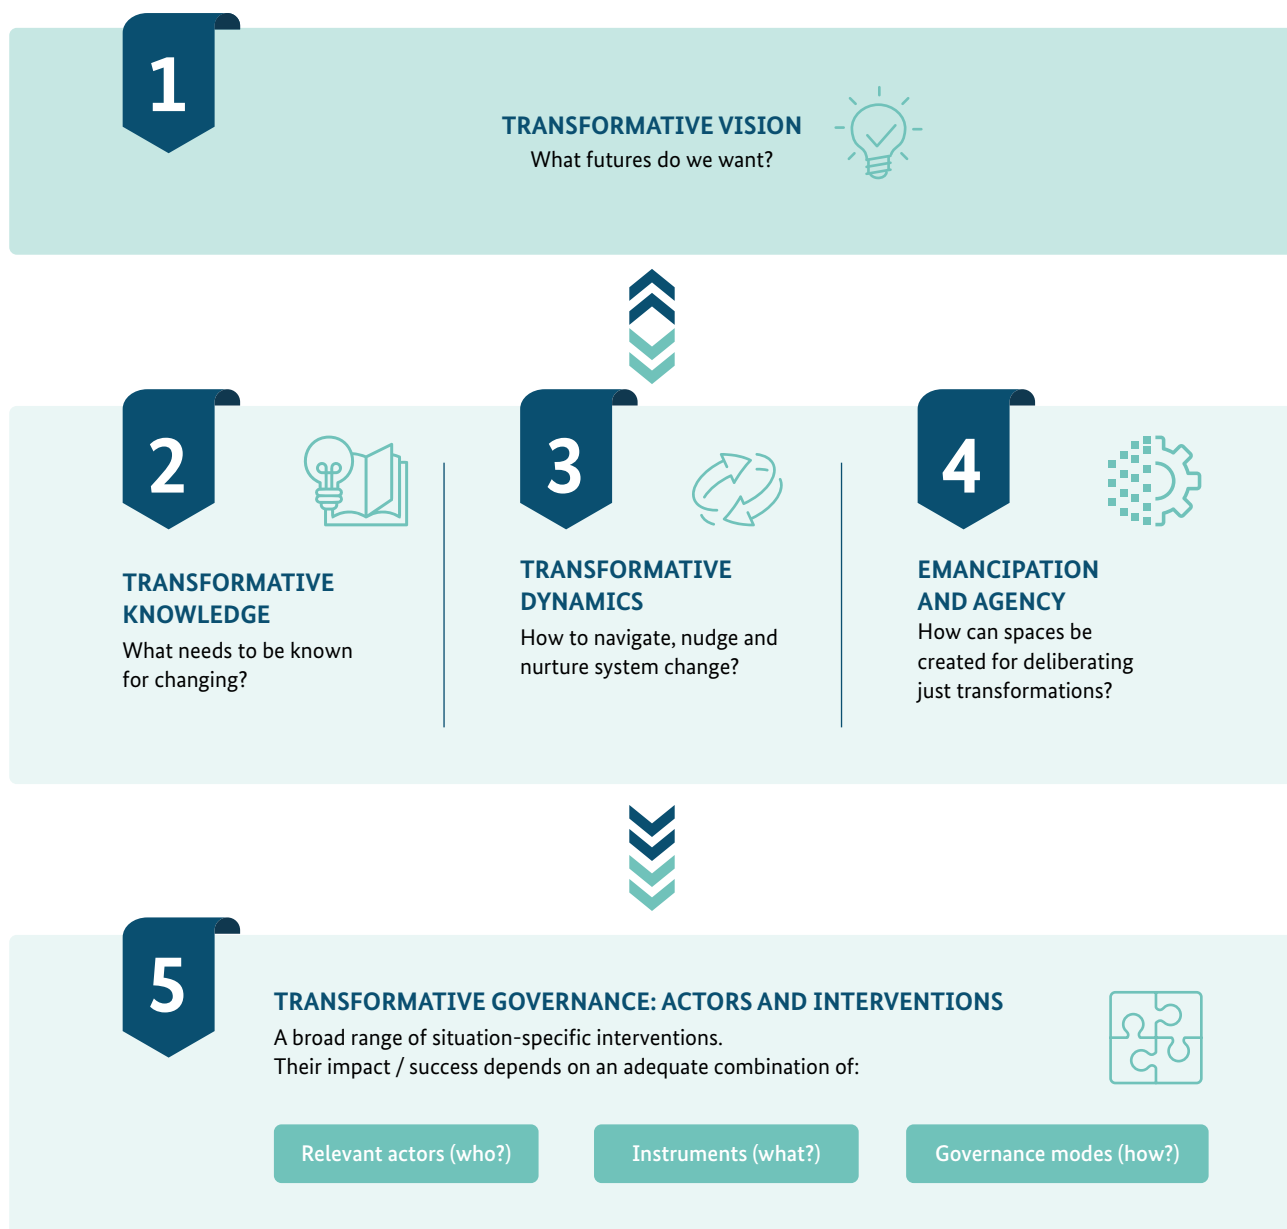 1
TRANSFORMATIVE VISION
What futures do we want?
2
TRANSFORMATIVE
KNOWLEDGE
What needs to be known
for changing?
3
TRANSFORMATIVE
DYNAMICS
How to navigate, nudge and
nurture system change?
4
EMANCIPATION
AND AGENCY
How can spaces be
created for deliberating
just transformations?
5
TRANSFORMATIVE GOVERNANCE: ACTORS AND INTERVENTIONS
A broad range of situation-specific interventions.
Their impact / success depends on an adequate combination of:
Relevant actors (who?)
Instruments (what?)
Governance modes (how?)